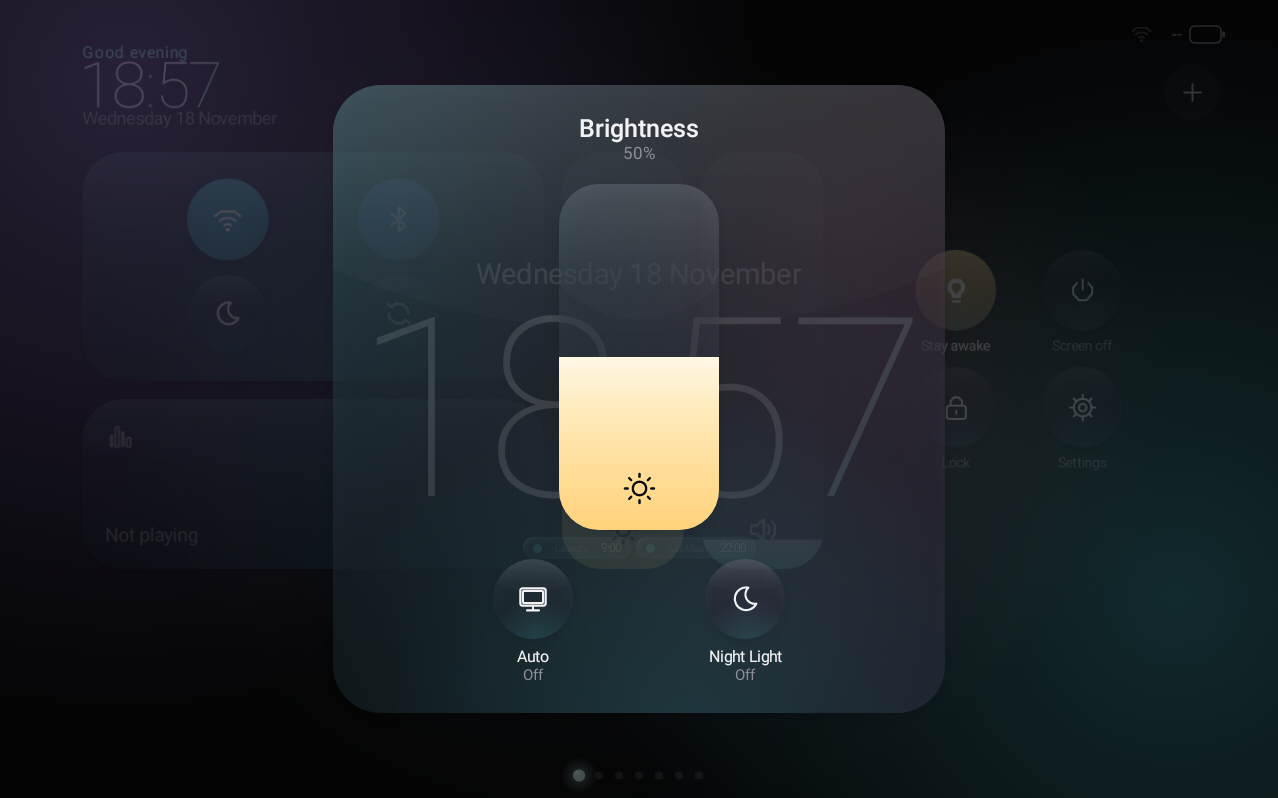 Good evening
18:57
Wednesday 18 November
--
Brightness
50%
Wednesday 18 November
18 57
Stay awake
Screen off
Lock
Settings
Not playing
9:00
22:00
Auto
Off
Night Light
Off